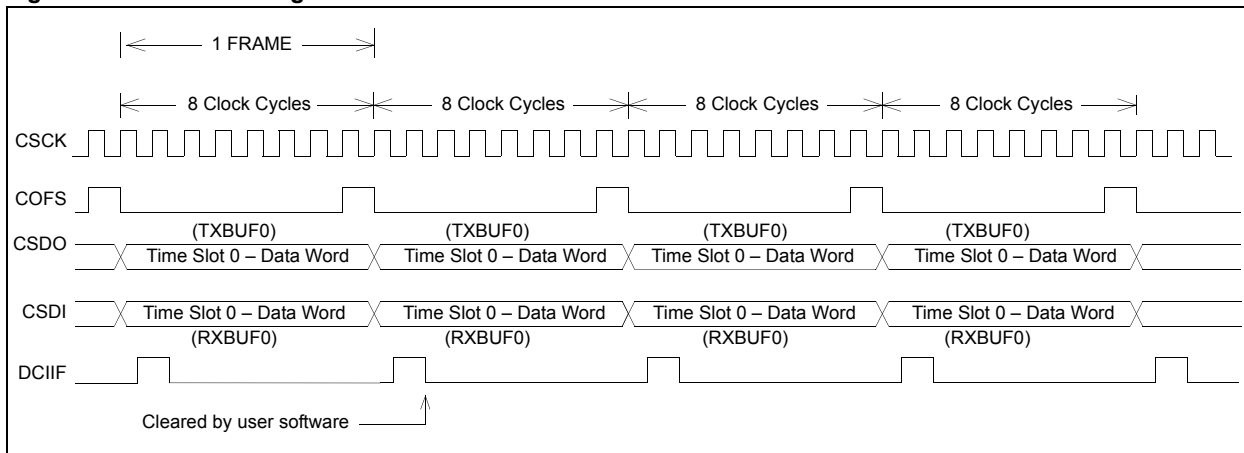 1 FRAME
8 Clock Cycles 8 Clock Cycles 8 Clock Cycles 8 Clock Cycles
CSCK
COFS
(TXBUF0) (TXBUF0) (TXBUF0) (TXBUF0)
CSDO Time Slot 0 – Data Word Time Slot 0 – Data Word Time Slot 0 – Data Word Time Slot 0 – Data Word
CSDI Time Slot 0 – Data Word Time Slot 0 – Data Word Time Slot 0 – Data Word Time Slot 0 – Data Word
(RXBUF0) (RXBUF0) (RXBUF0) (RXBUF0)
DCIIF
Cleared by user software